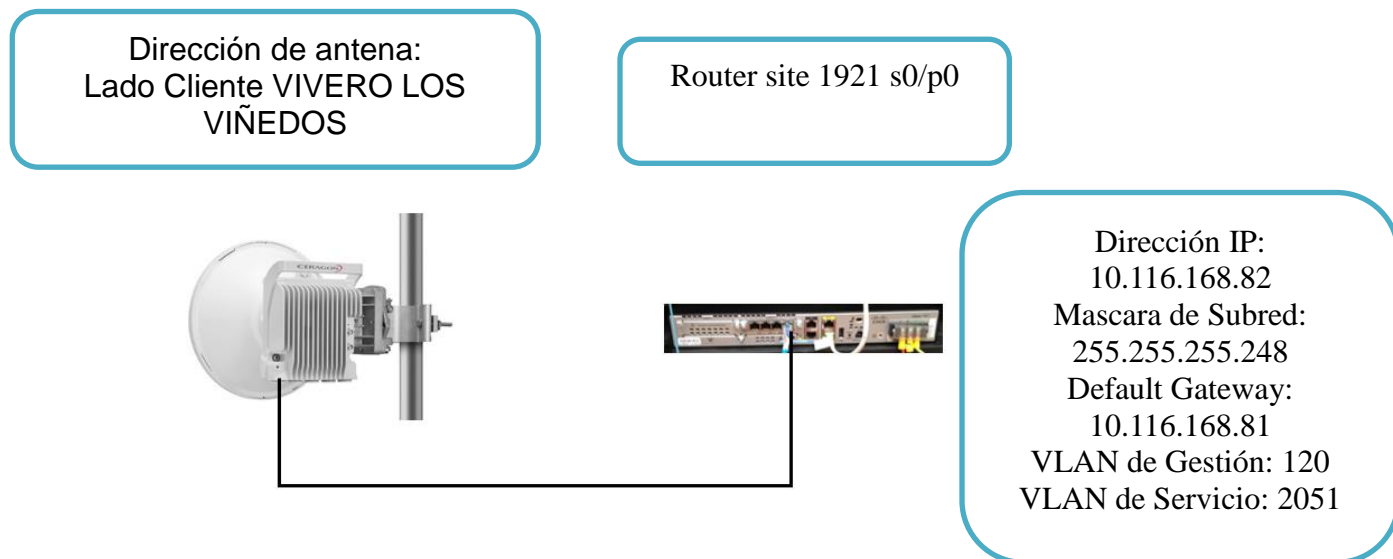 Dirección de antena:
Lado Cliente VIVERO LOS
VIÑEDOS
Router site 1921 s0/p0
CERAGON
Dirección IP:
10.116.168.82
Mascara de Subred:
255.255.255.248
Default Gateway:
10.116.168.81
VLAN de Gestión: 120
VLAN de Servicio: 2051